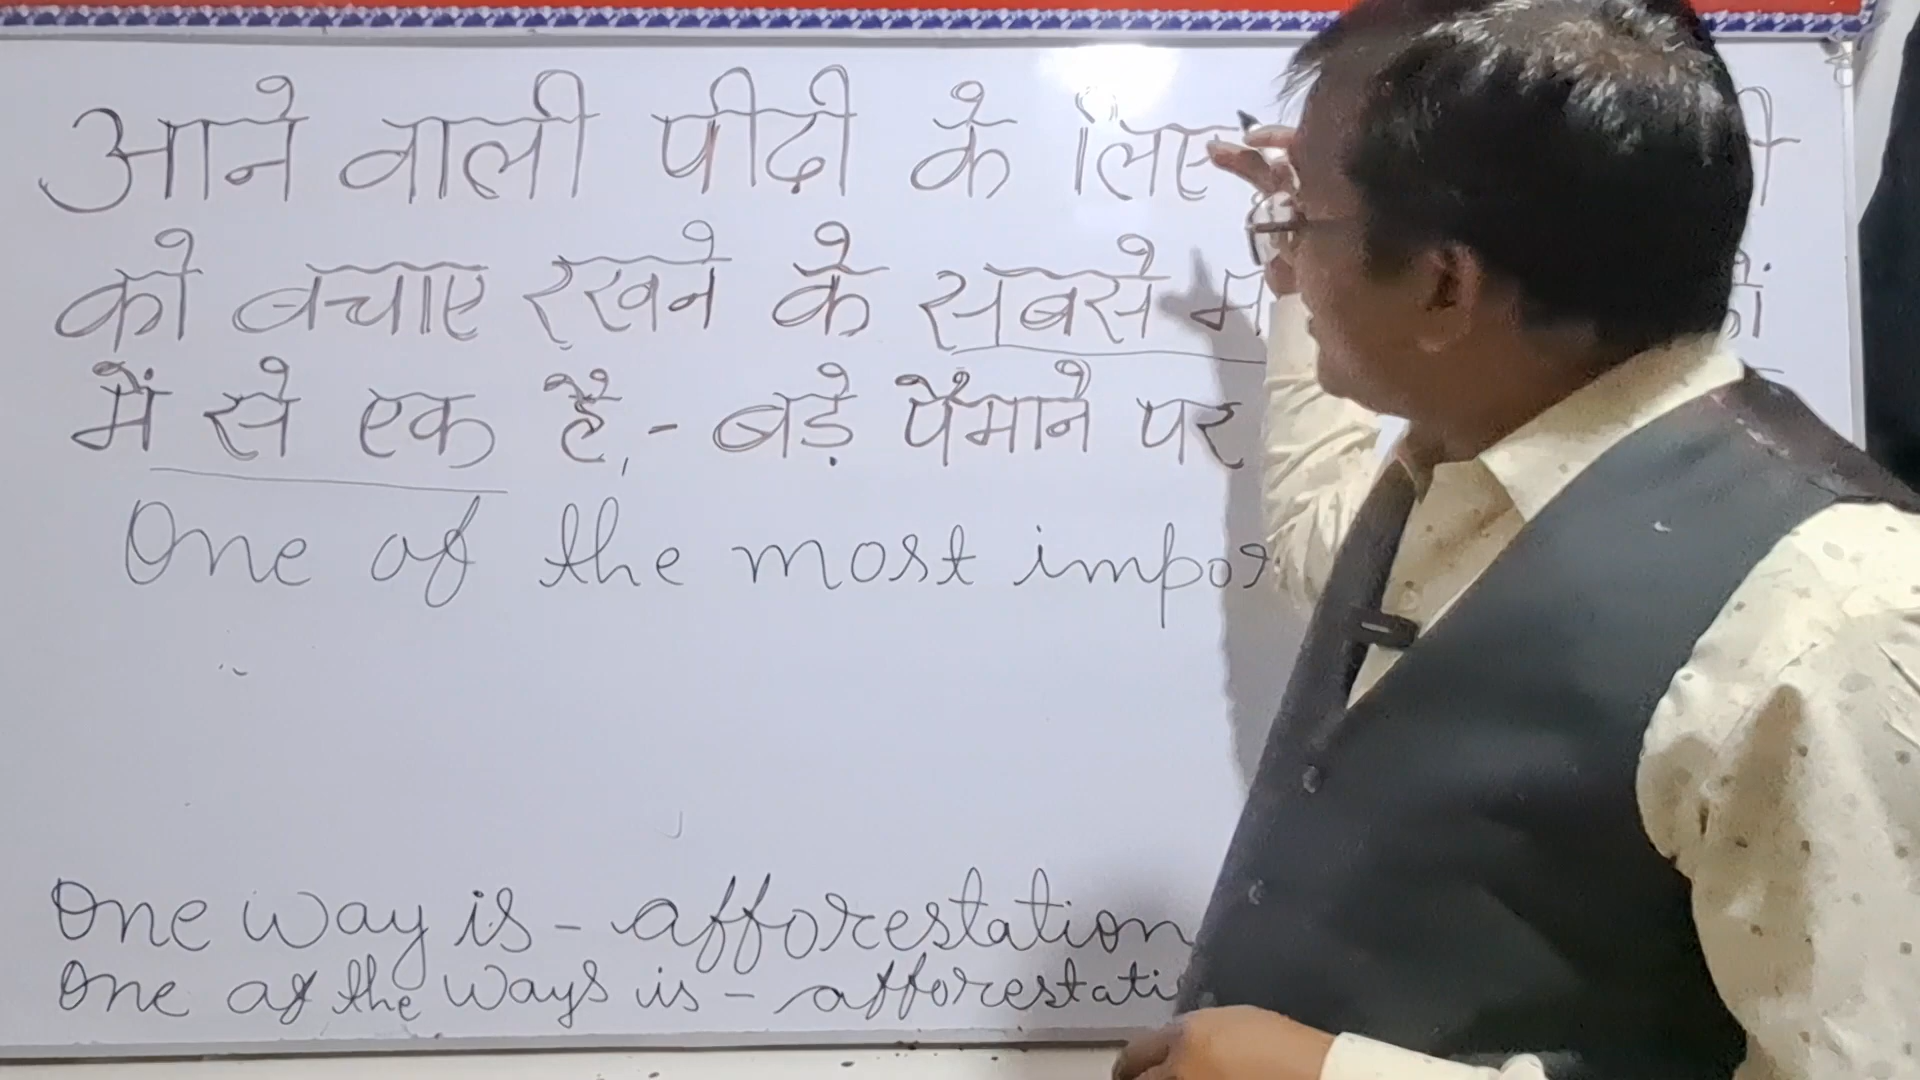 आने वाली पीढी के लिए
को बचाए रखने के सबसे
में से एक है, - बड़े पैमाने पर
One of the most impor
One way is - afforestation
One of the ways is - afforestati